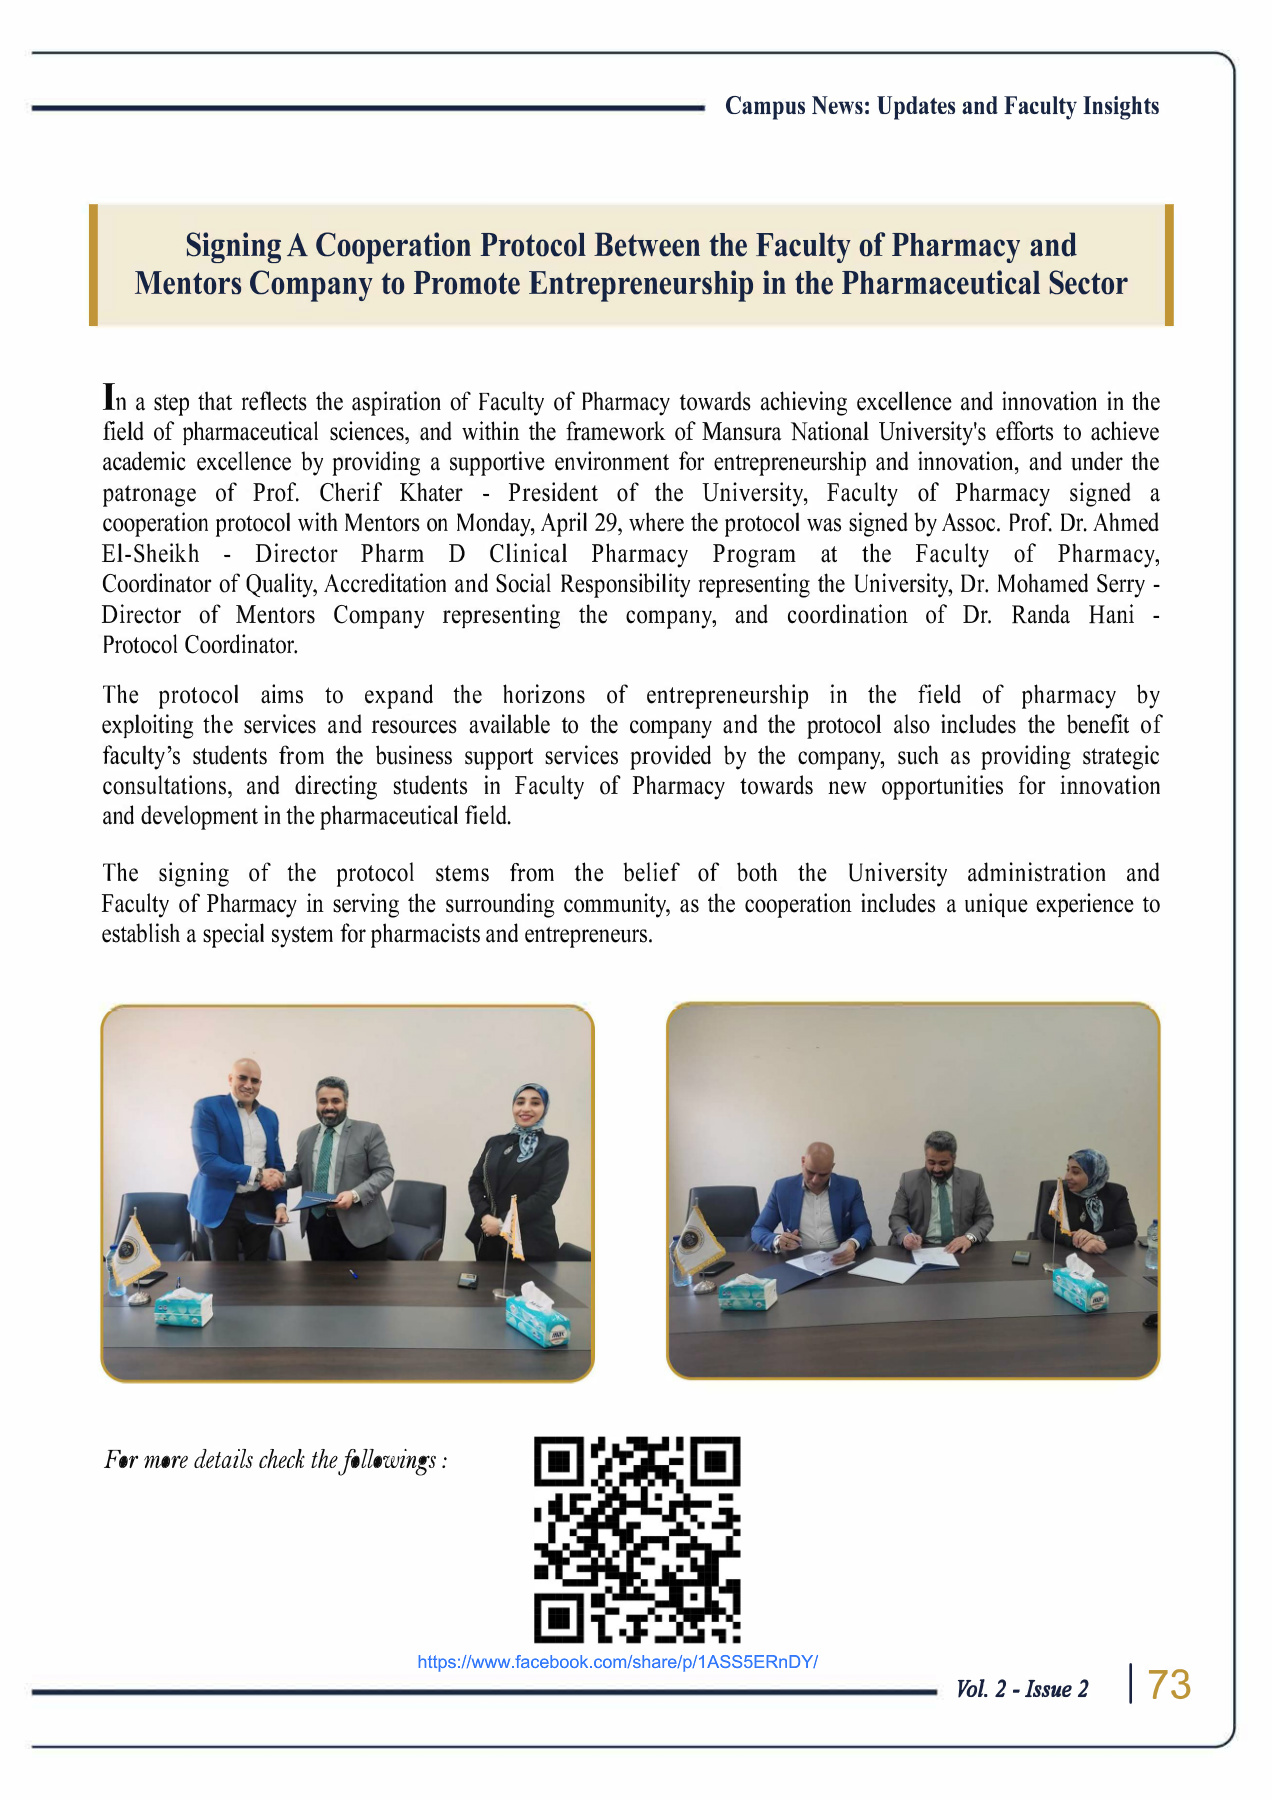 Campus News: Updates and Faculty Insights
Signing A Cooperation Protocol Between the Faculty of Pharmacy and
Mentors Company to Promote Entrepreneurship in the Pharmaceutical Sector
In a step that reflects the aspiration of Faculty of Pharmacy towards achieving excellence and innovation in the
field of pharmaceutical sciences, and within the framework of Mansura National University's efforts to achieve
academic excellence by providing a supportive environment for entrepreneurship and innovation, and under the
patronage of Prof. Cherif Khater - President of the University, Faculty of Pharmacy signed a
cooperation protocol with Mentors on Monday, April 29, where the protocol was signed by Assoc. Prof. Dr. Ahmed
El-Sheikh - Director Pharm D Clinical Pharmacy Program at the Faculty of Pharmacy,
Coordinator of Quality, Accreditation and Social Responsibility representing the University, Dr. Mohamed Serry -
Director of Mentors Company representing the company, and coordination of Dr. Randa Hani -
Protocol Coordinator.
The protocol aims to expand the horizons of entrepreneurship in the field of pharmacy by
exploiting the services and resources available to the company and the protocol also includes the benefit of
faculty’s students from the business support services provided by the company, such as providing strategic
consultations, and directing students in Faculty of Pharmacy towards new opportunities for innovation
and development in the pharmaceutical field.
The signing of the protocol stems from the belief of both the University administration and
Faculty of Pharmacy in serving the surrounding community, as the cooperation includes a unique experience to
establish a special system for pharmacists and entrepreneurs.
For more details check the followings :
https://www.facebook.com/share/p/1ASS5ERnDY/
Vol. 2 - Issue 2
73